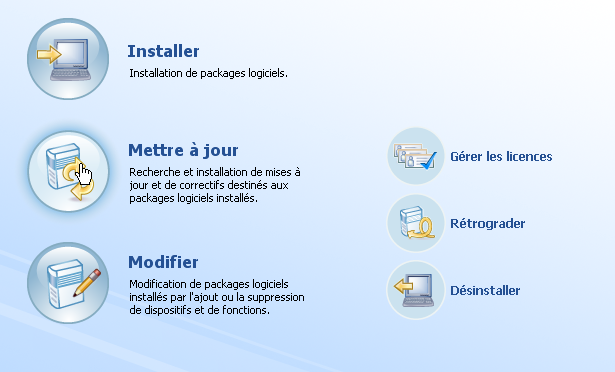 Installer
Installation de packages logiciels.
Mettre à jour
Recherche et installation de mises à
jour et de correctifs destinés aux
packages logiciels installés.
Modifier
Modification de packages logiciels
installés par l'ajout ou la suppression
de dispositifs et de fonctions.
Gérer les licences
Rétrograder
Désinstaller